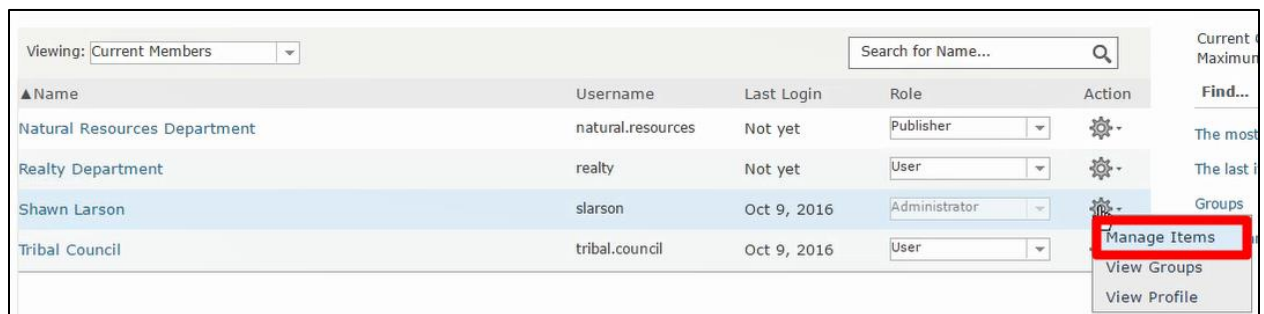 Viewing: Current Members Search for Name... Current
Maximum
▲Name Username Last Login Role Action Find...
Natural Resources Department natural.resources Not yet Publisher The most
Realty Department realty Not yet User The last
Shawn Larson slarson Oct 9, 2016 Administrator Groups
Manage Items
Tribal Council tribal.council Oct 9, 2016 User
View Groups
View Profile